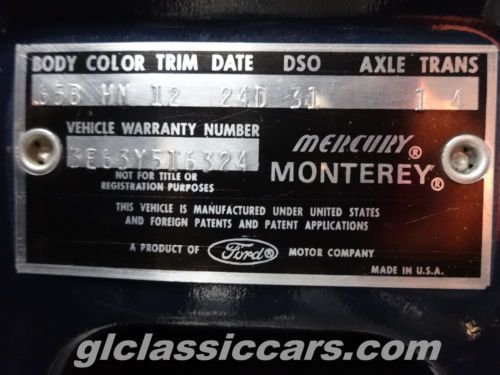 BODY COLOR TRIM DATE DSO AXLE TRANS
65B HM 12 24D 31 1 4
VEHICLE WARRANTY NUMBER
3E63Y516324
NOT FOR TITLE OR
REGISTRATION PURPOSES
MERCURY®
MONTEREY®
THIS VEHICLE IS MANUFACTURED UNDER UNITED STATES
AND FOREIGN PATENTS AND PATENT APPLICATIONS
A PRODUCT OF Ford® MOTOR COMPANY
MADE IN U.S.A.
glclassiccars.com